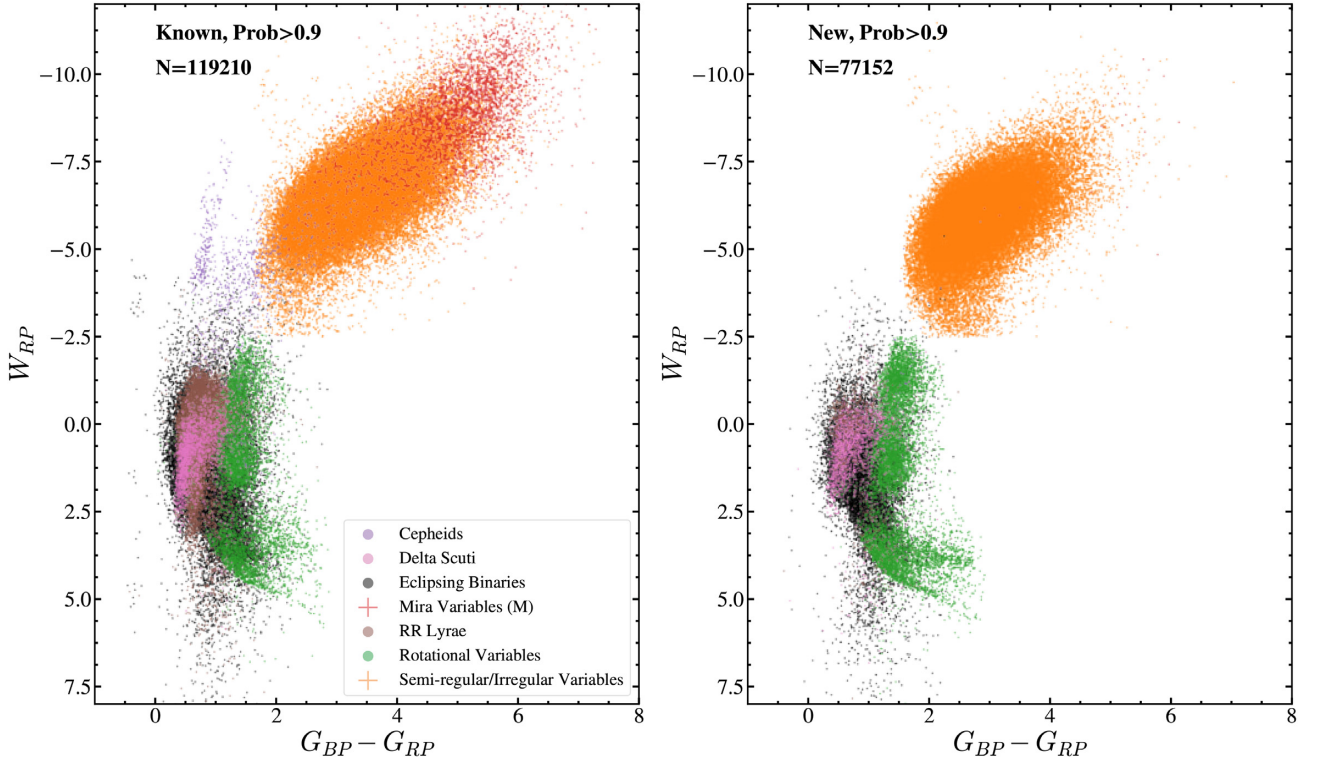 Known, Prob>0.9
N=119210
−10.0
−7.5
−5.0
−2.5
0.0
2.5
5.0
7.5
W_RP
0 2 4 6 8
G_BP − G_RP
Cepheids
Delta Scuti
Eclipsing Binaries
Mira Variables (M)
RR Lyrae
Rotational Variables
Semi-regular/Irregular Variables
New, Prob>0.9
N=77152
−10.0
−7.5
−5.0
−2.5
0.0
2.5
5.0
7.5
W_RP
0 2 4 6 8
G_BP − G_RP